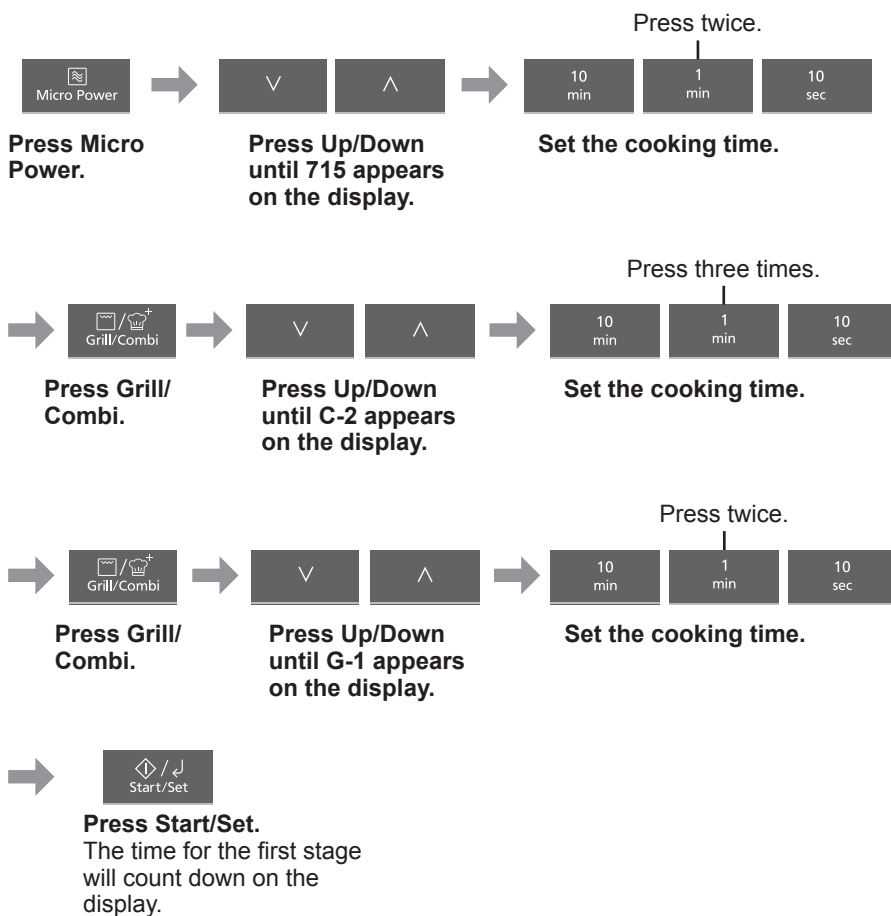 Press twice.
Micro Power
10 min
1 min
10 sec
Press Micro
Power.
Press Up/Down
until 715 appears
on the display.
Set the cooking time.
Press three times.
Grill/Combi
10 min
1 min
10 sec
Press Grill/
Combi.
Press Up/Down
until C-2 appears
on the display.
Set the cooking time.
Press twice.
Grill/Combi
10 min
1 min
10 sec
Press Grill/
Combi.
Press Up/Down
until G-1 appears
on the display.
Set the cooking time.
Start/Set
Press Start/Set.
The time for the first stage
will count down on the
display.